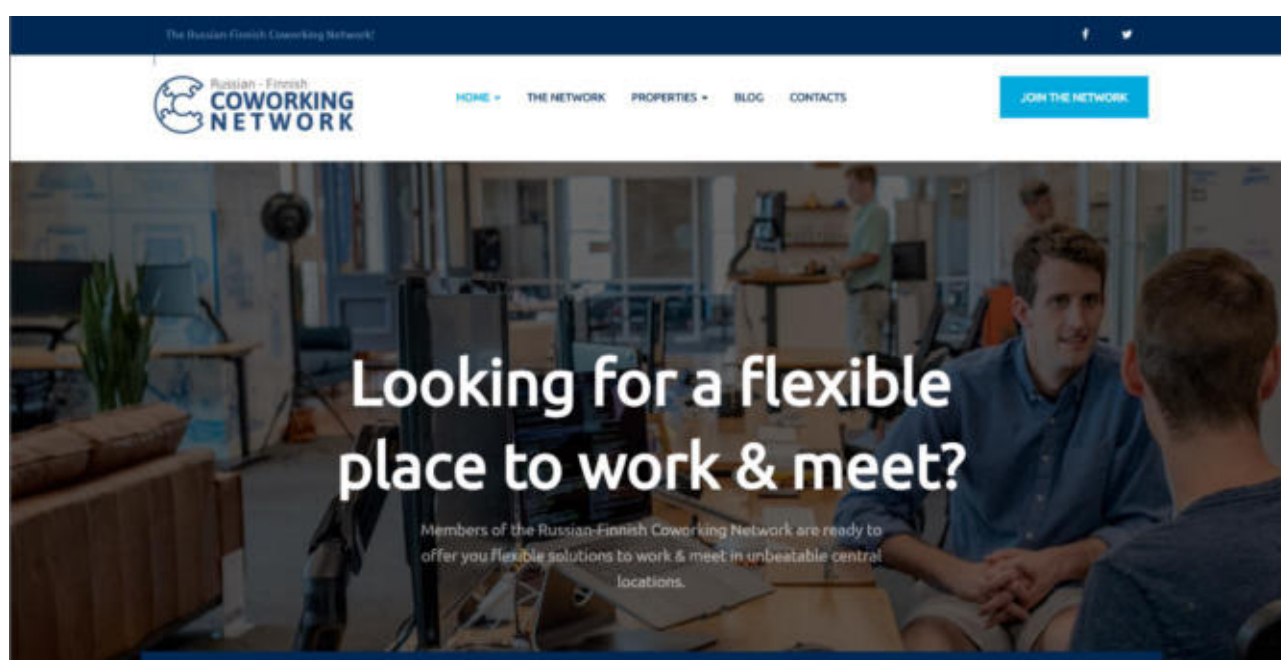 The Russian-Finnish Coworking Network!
Russian - Finnish
COWORKING
NETWORK
HOME
THE NETWORK
PROPERTIES
BLOG
CONTACTS
JOIN THE NETWORK
Looking for a flexible
place to work & meet?
Members of the Russian-Finnish Coworking Network are ready to
offer you flexible solutions to work & meet in unbeatable central
locations.